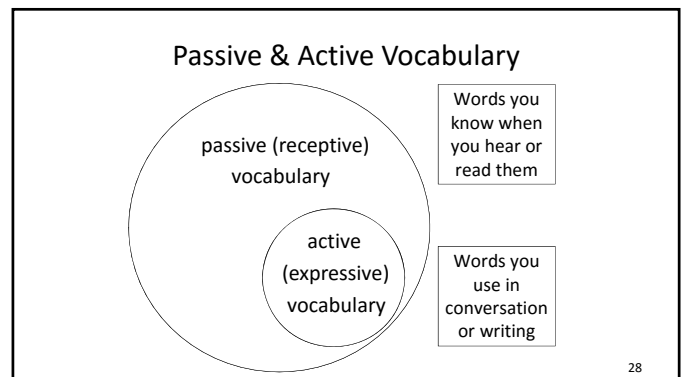 Passive & Active Vocabulary
passive (receptive)
vocabulary
Words you
know when
you hear or
read them
active
(expressive)
vocabulary
Words you
use in
conversation
or writing
28